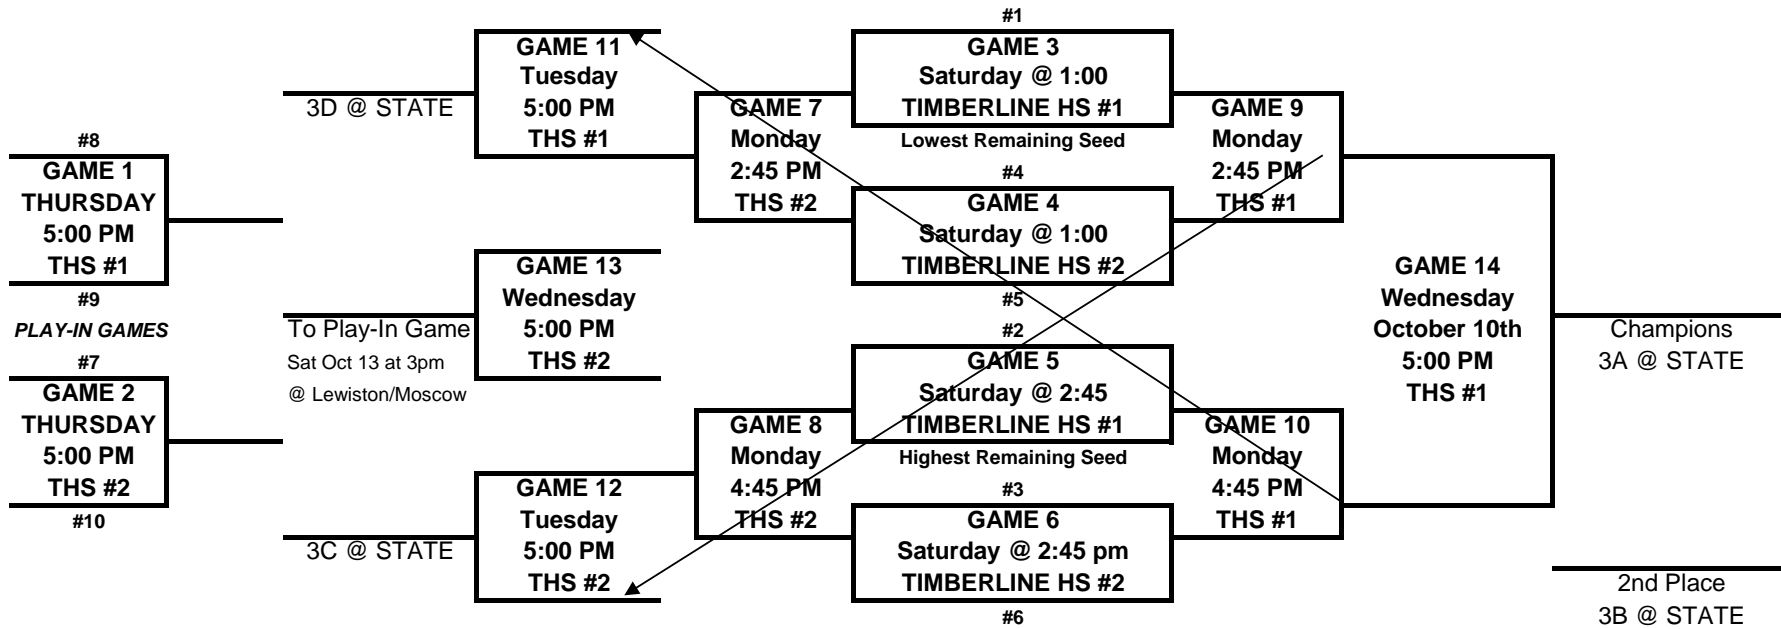 #8
GAME 1
THURSDAY
5:00 PM
THS #1
#9
PLAY-IN GAMES
#7
GAME 2
THURSDAY
5:00 PM
THS #2
#10
3D @ STATE
To Play-In Game
Sat Oct 13 at 3pm
@ Lewiston/Moscow
3C @ STATE
GAME 11
Tuesday
5:00 PM
THS #1
GAME 13
Wednesday
5:00 PM
THS #2
GAME 12
Tuesday
5:00 PM
THS #2
GAME 7
Monday
2:45 PM
THS #2
GAME 8
Monday
4:45 PM
THS #2
#1
GAME 3
Saturday @ 1:00
TIMBERLINE HS #1
Lowest Remaining Seed
#4
GAME 4
Saturday @ 1:00
TIMBERLINE HS #2
#5
#2
GAME 5
Saturday @ 2:45
TIMBERLINE HS #1
Highest Remaining Seed
#3
GAME 6
Saturday @ 2:45 pm
TIMBERLINE HS #2
#6
GAME 9
Monday
2:45 PM
THS #1
GAME 10
Monday
4:45 PM
THS #1
GAME 14
Wednesday
October 10th
5:00 PM
THS #1
Champions
3A @ STATE
2nd Place
3B @ STATE